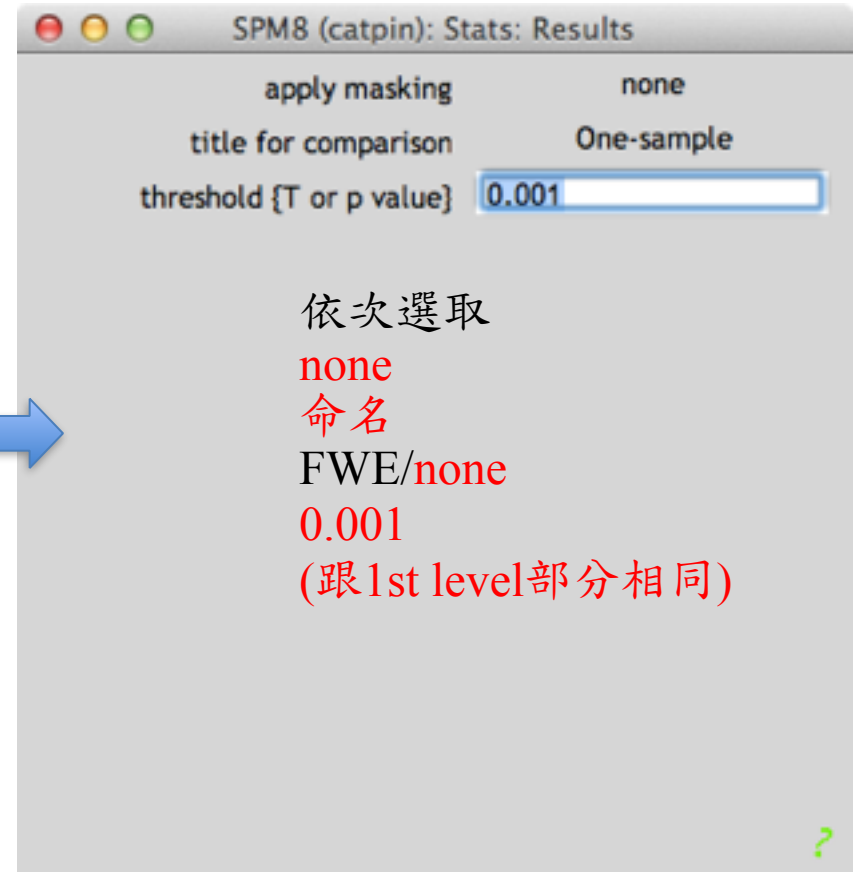 SPM8 (catpin): Stats: Results
apply masking none
title for comparison One-sample
threshold {T or p value} 0.001
依次選取
none
命名
FWE/none
0.001
(跟1st level部分相同)
?